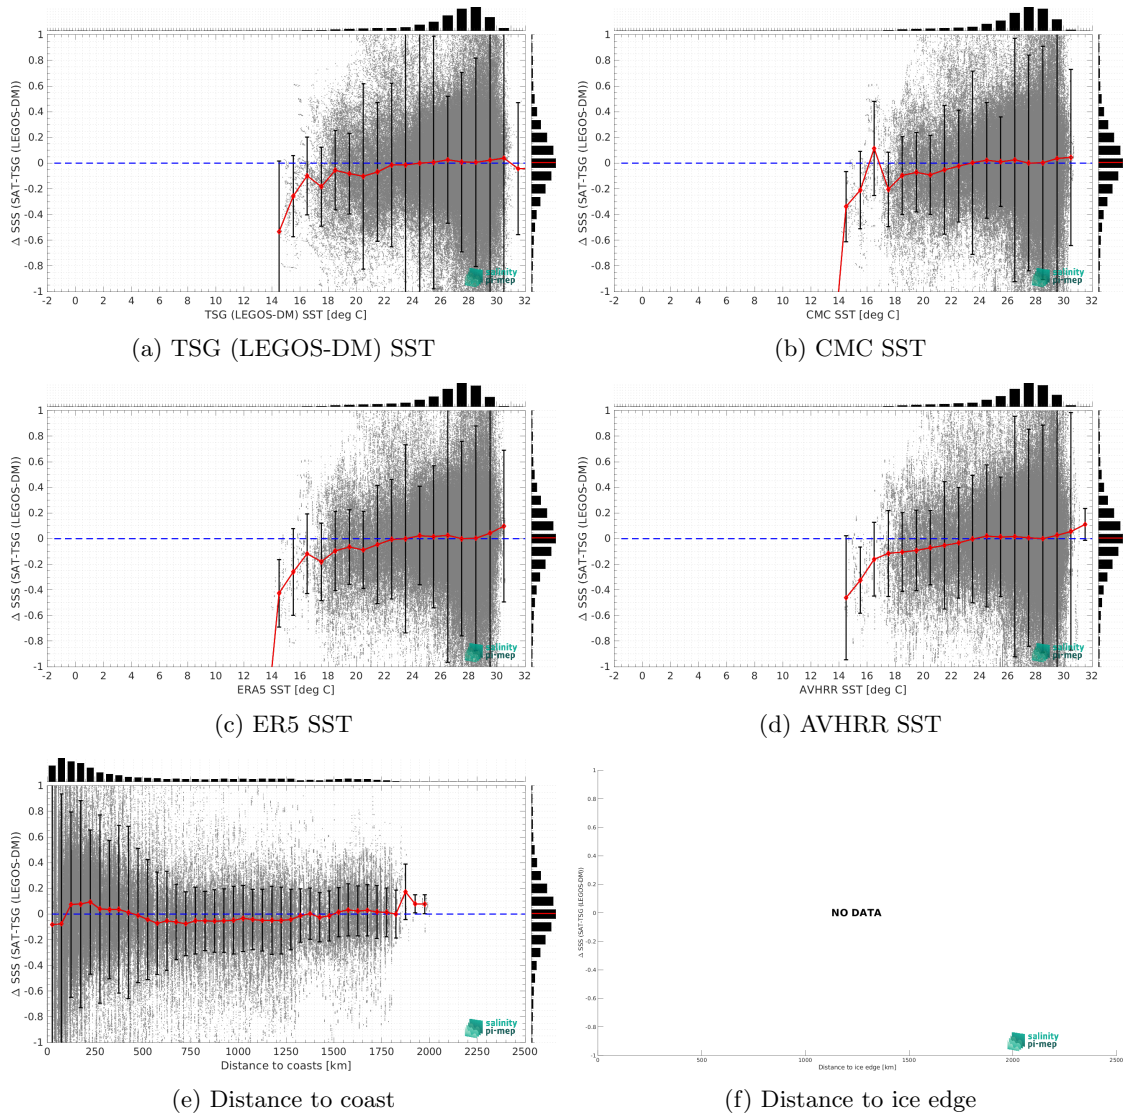 1
0.8
0.6
0.4
0.2
0
-0.2
-0.4
-0.6
-0.8
-1
Δ SSS (SAT-TSG (LEGOS-DM))
salinity
pi-mep
-2 0 2 4 6 8 10 12 14 16 18 20 22 24 26 28 30 32
TSG (LEGOS-DM) SST [deg C]
(a) TSG (LEGOS-DM) SST
1
0.8
0.6
0.4
0.2
0
-0.2
-0.4
-0.6
-0.8
-1
Δ SSS (SAT-TSG (LEGOS-DM))
salinity
pi-mep
-2 0 2 4 6 8 10 12 14 16 18 20 22 24 26 28 30 32
CMC SST [deg C]
(b) CMC SST
1
0.8
0.6
0.4
0.2
0
-0.2
-0.4
-0.6
-0.8
-1
Δ SSS (SAT-TSG (LEGOS-DM))
salinity
pi-mep
-2 0 2 4 6 8 10 12 14 16 18 20 22 24 26 28 30 32
ERA5 SST [deg C]
(c) ER5 SST
1
0.8
0.6
0.4
0.2
0
-0.2
-0.4
-0.6
-0.8
-1
Δ SSS (SAT-TSG (LEGOS-DM))
salinity
pi-mep
-2 0 2 4 6 8 10 12 14 16 18 20 22 24 26 28 30 32
AVHRR SST [deg C]
(d) AVHRR SST
1
0.8
0.6
0.4
0.2
0
-0.2
-0.4
-0.6
-0.8
-1
Δ SSS (SAT-TSG (LEGOS-DM))
salinity
pi-mep
0 250 500 750 1000 1250 1500 1750 2000 2250 2500
Distance to coasts [km]
(e) Distance to coast
1
0.8
0.6
0.4
0.2
0
-0.2
-0.4
-0.6
-0.8
-1
Δ SSS (SAT-TSG (LEGOS-DM))
NO DATA
salinity
pi-mep
0 500 1000 1500 2000 2500
Distance to ice edge [km]
(f) Distance to ice edge